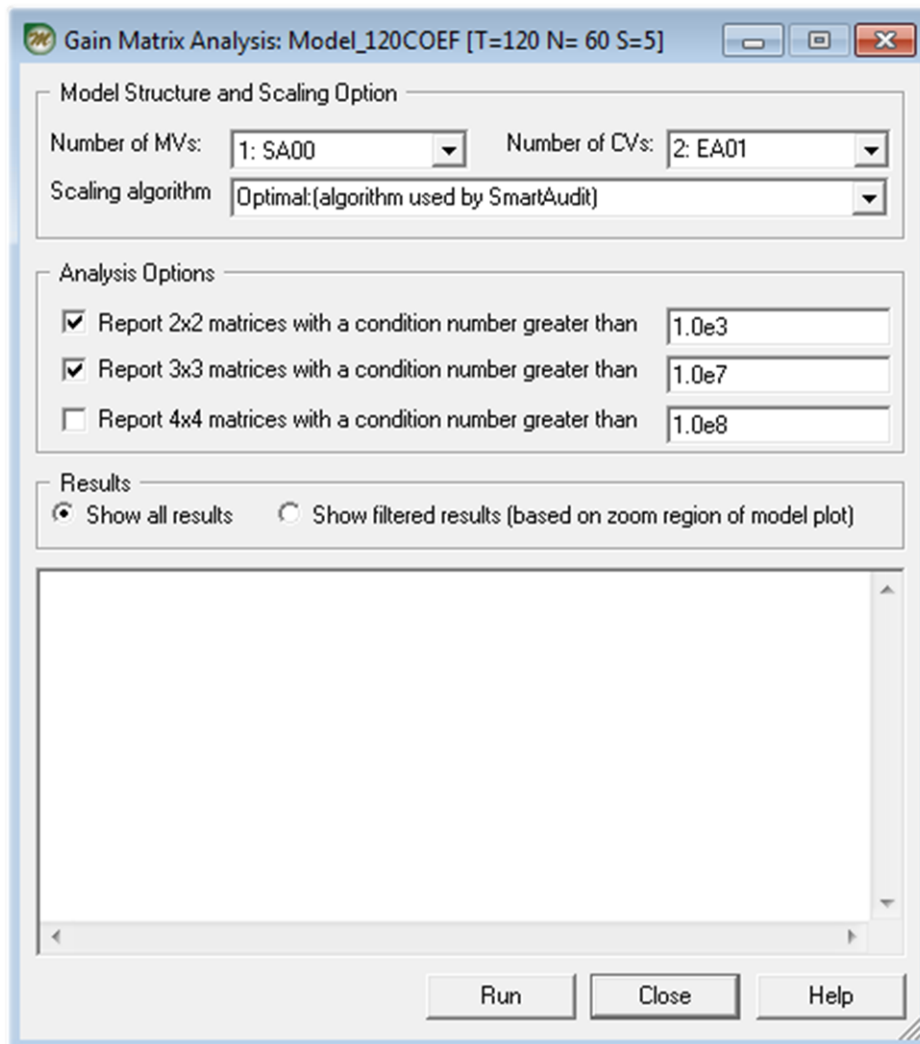 Gain Matrix Analysis: Model_120COEF [T=120 N= 60 S=5]
Model Structure and Scaling Option
Number of MVs: 1: SA00 Number of CVs: 2: EA01
Scaling algorithm Optimal:(algorithm used by SmartAudit)
Analysis Options
Report 2x2 matrices with a condition number greater than 1.0e3
Report 3x3 matrices with a condition number greater than 1.0e7
Report 4x4 matrices with a condition number greater than 1.0e8
Results
Show all results Show filtered results (based on zoom region of model plot)
Run Close Help